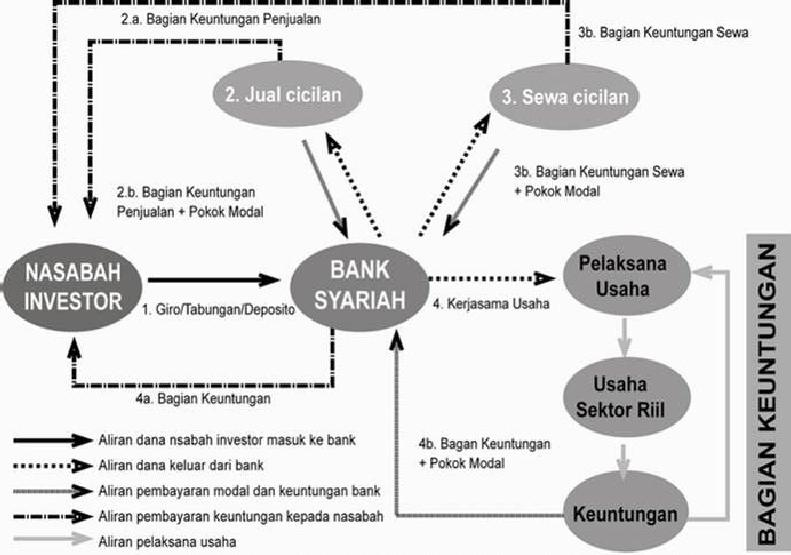 2.a. Bagian Keuntungan Penjualan
3b. Bagian Keuntungan Sewa
2. Jual cicilan
3. Sewa cicilan
2.b. Bagian Keuntungan
Penjualan + Pokok Modal
3b. Bagian Keuntungan Sewa
+ Pokok Modal
NASABAH
INVESTOR
1. Giro/Tabungan/Deposito
BANK
SYARIAH
4. Kerjasama Usaha
Pelaksana
Usaha
Usaha
Sektor Riil
Keuntungan
BAGIAN KEUNTUNGAN
4a. Bagian Keuntungan
4b. Bagan Keuntungan
+ Pokok Modal
Aliran dana nsabah investor masuk ke bank
Aliran dana keluar dari bank
Aliran pembayaran modal dan keuntungan bank
Aliran pembayaran keuntungan kepada nasabah
Aliran pelaksana usaha